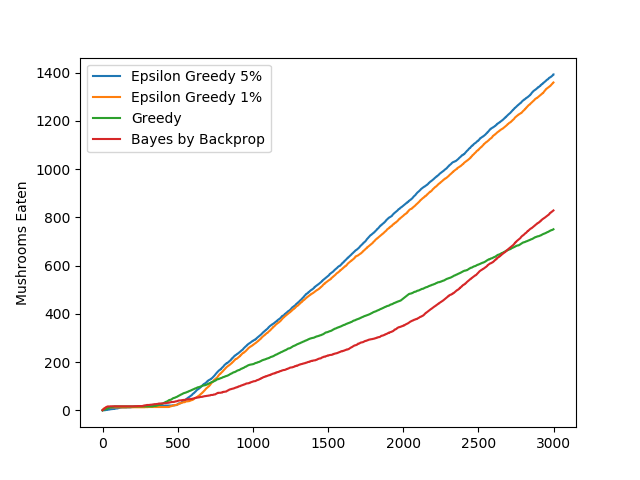 Epsilon Greedy 5%
Epsilon Greedy 1%
Greedy
Bayes by Backprop
Mushrooms Eaten
1400
1200
1000
800
600
400
200
0
0 500 1000 1500 2000 2500 3000